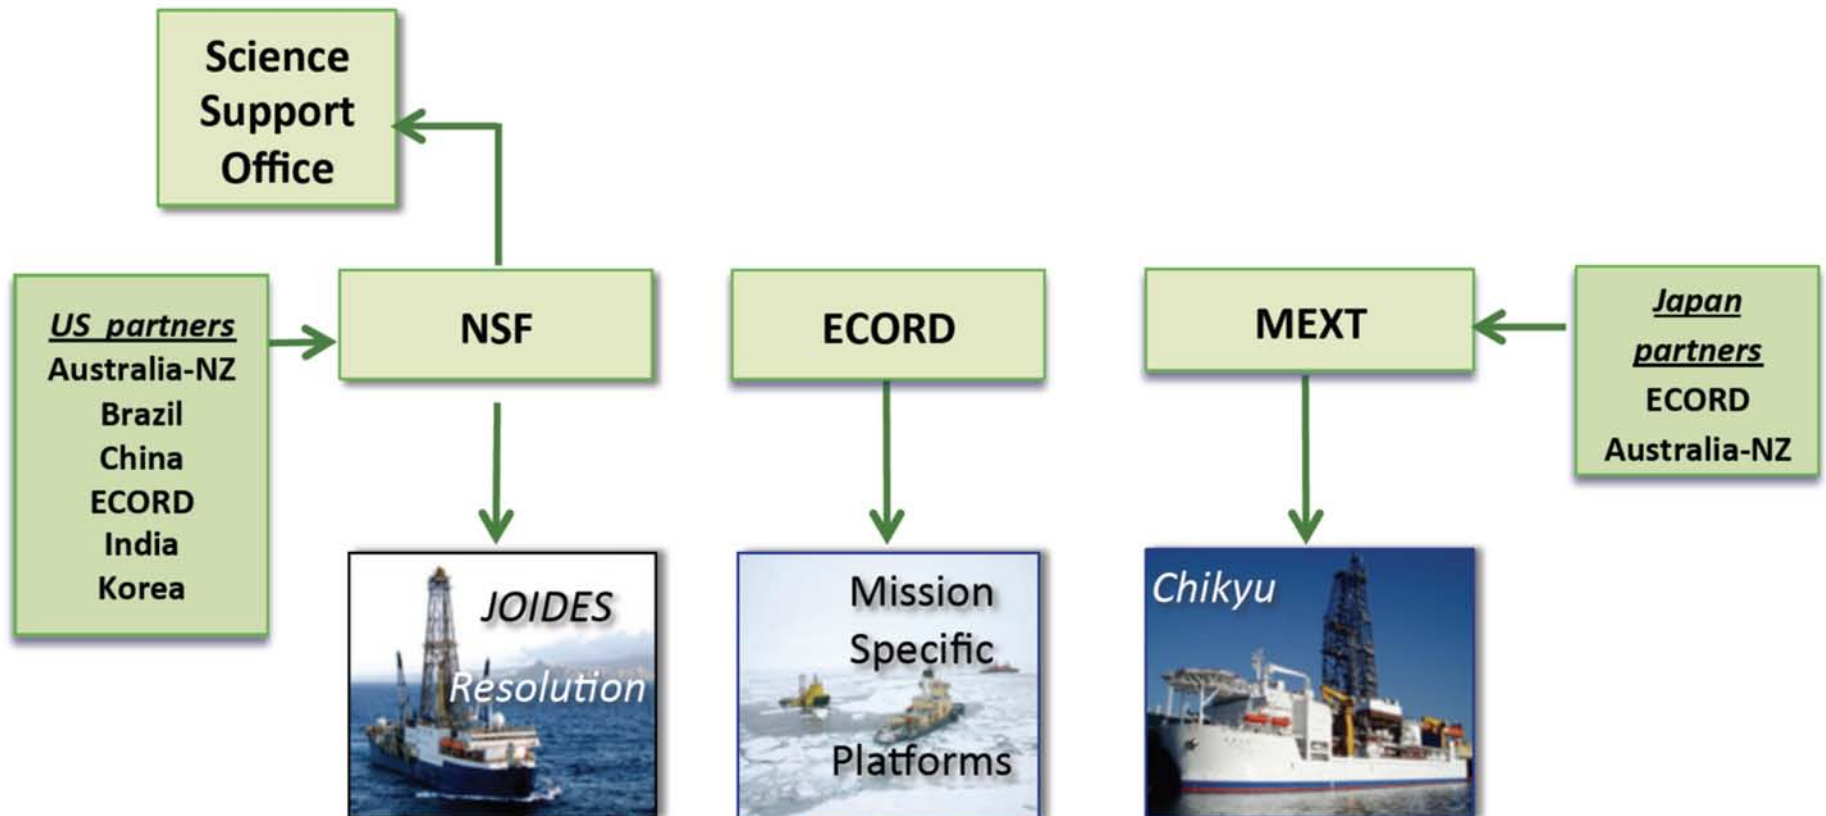 Science
Support
Office
US partners
Australia-NZ
Brazil
China
ECORD
India
Korea
NSF
ECORD
MEXT
Japan
partners
ECORD
Australia-NZ
JOIDES
Resolution
Mission
Specific
Platforms
Chikyu